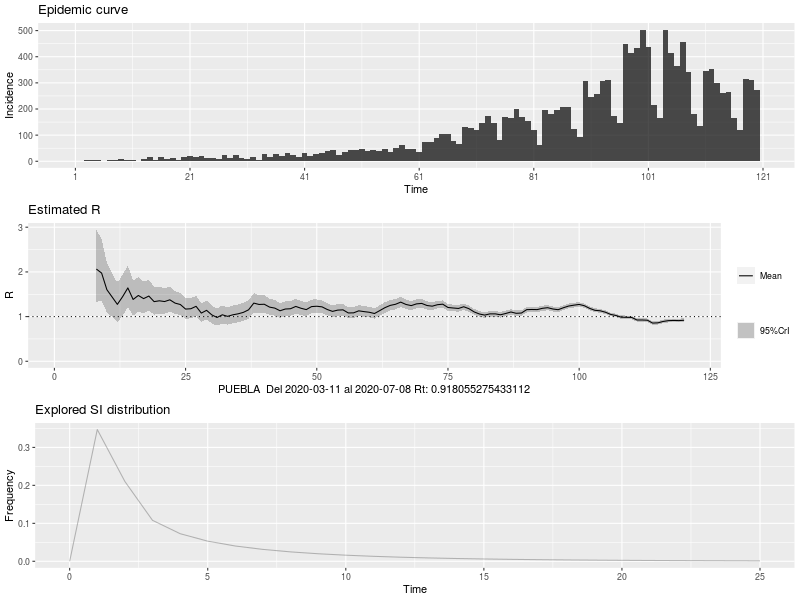 Epidemic curve
500
400
300
200
100
0
Incidence
1 21 41 61 81 101 121
Time
Estimated R
3
2
1
0
R
0 25 50 75 100 125
PUEBLA Del 2020-03-11 al 2020-07-08 Rt: 0.918055275433112
Mean
95%CrI
Explored SI distribution
0.3
0.2
0.1
0.0
Frequency
0 5 10 15 20 25
Time